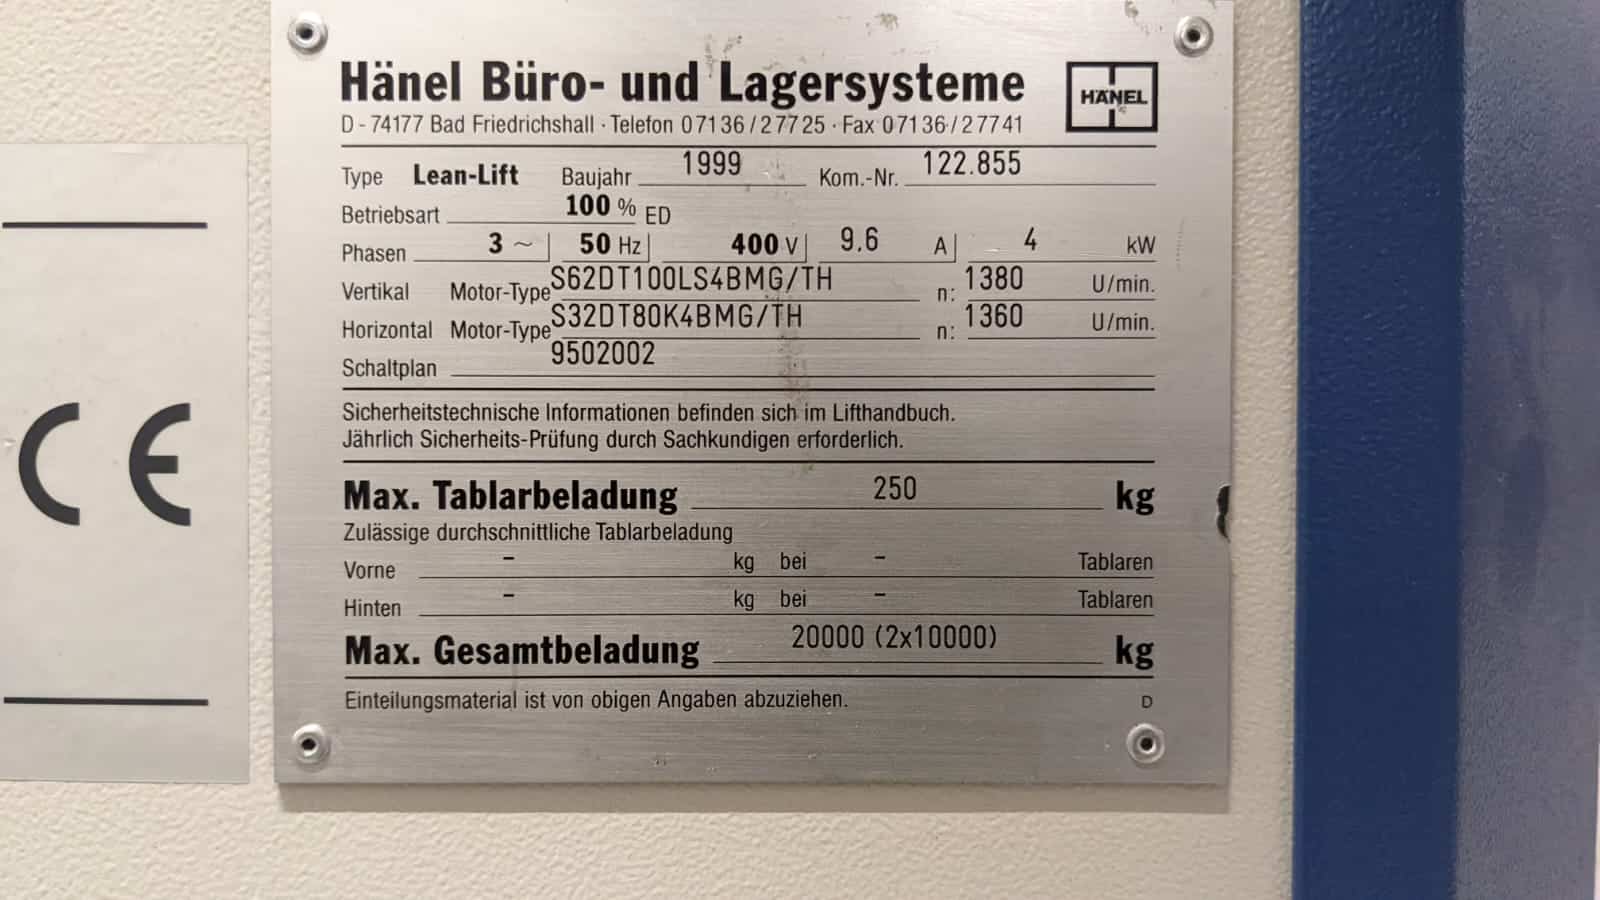 Hänel Büro- und Lagersysteme
HÄNEL
D - 74177 Bad Friedrichshall · Telefon 07136/27725 · Fax 07136/27741
Type Lean-Lift Baujahr 1999 Kom.-Nr. 122.855
Betriebsart 100 % ED
Phasen 3 ~ 50 Hz 400 V 9.6 A 4 kW
Vertikal Motor-Type S62DT100LS4BMG/TH n: 1380 U/min.
Horizontal Motor-Type S32DT80K4BMG/TH n: 1360 U/min.
Schaltplan 9502002
Sicherheitstechnische Informationen befinden sich im Lifthandbuch.
Jährlich Sicherheits-Prüfung durch Sachkundigen erforderlich.
Max. Tablarbeladung 250 kg
Zulässige durchschnittliche Tablarbeladung
Vorne - kg bei - Tablaren
Hinten - kg bei - Tablaren
Max. Gesamtbeladung 20000 (2x10000) kg
Einteilungsmaterial ist von obigen Angaben abzuziehen. D
CE